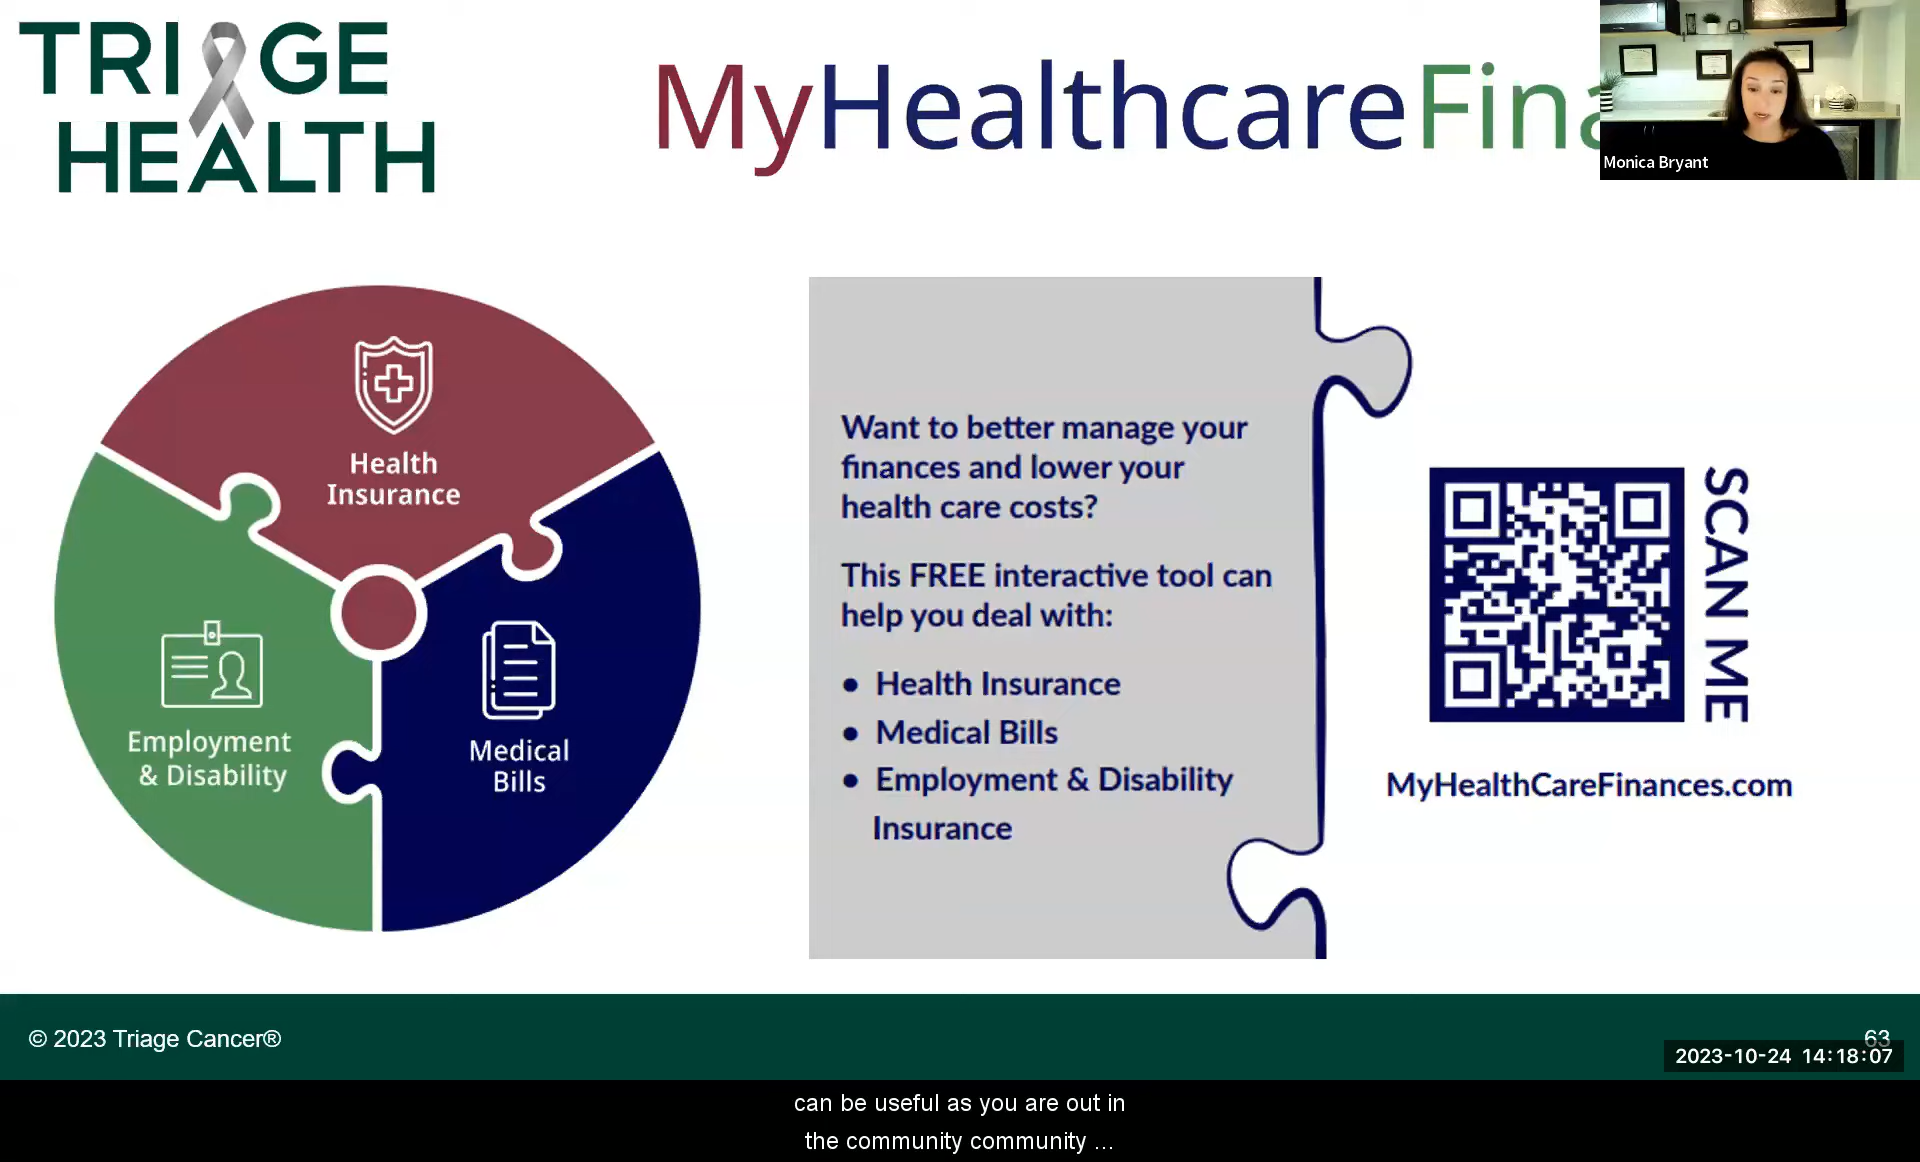 TRIAGE
HEALTH
MyHealthcareFina
Monica Bryant
Health
Insurance
Employment
& Disability
Medical
Bills
Want to better manage your
finances and lower your
health care costs?
This FREE interactive tool can
help you deal with:
• Health Insurance
• Medical Bills
• Employment & Disability
Insurance
SCAN ME
MyHealthCareFinances.com
© 2023 Triage Cancer®
63
2023-10-24 14:18:07
can be useful as you are out in
the community community ...